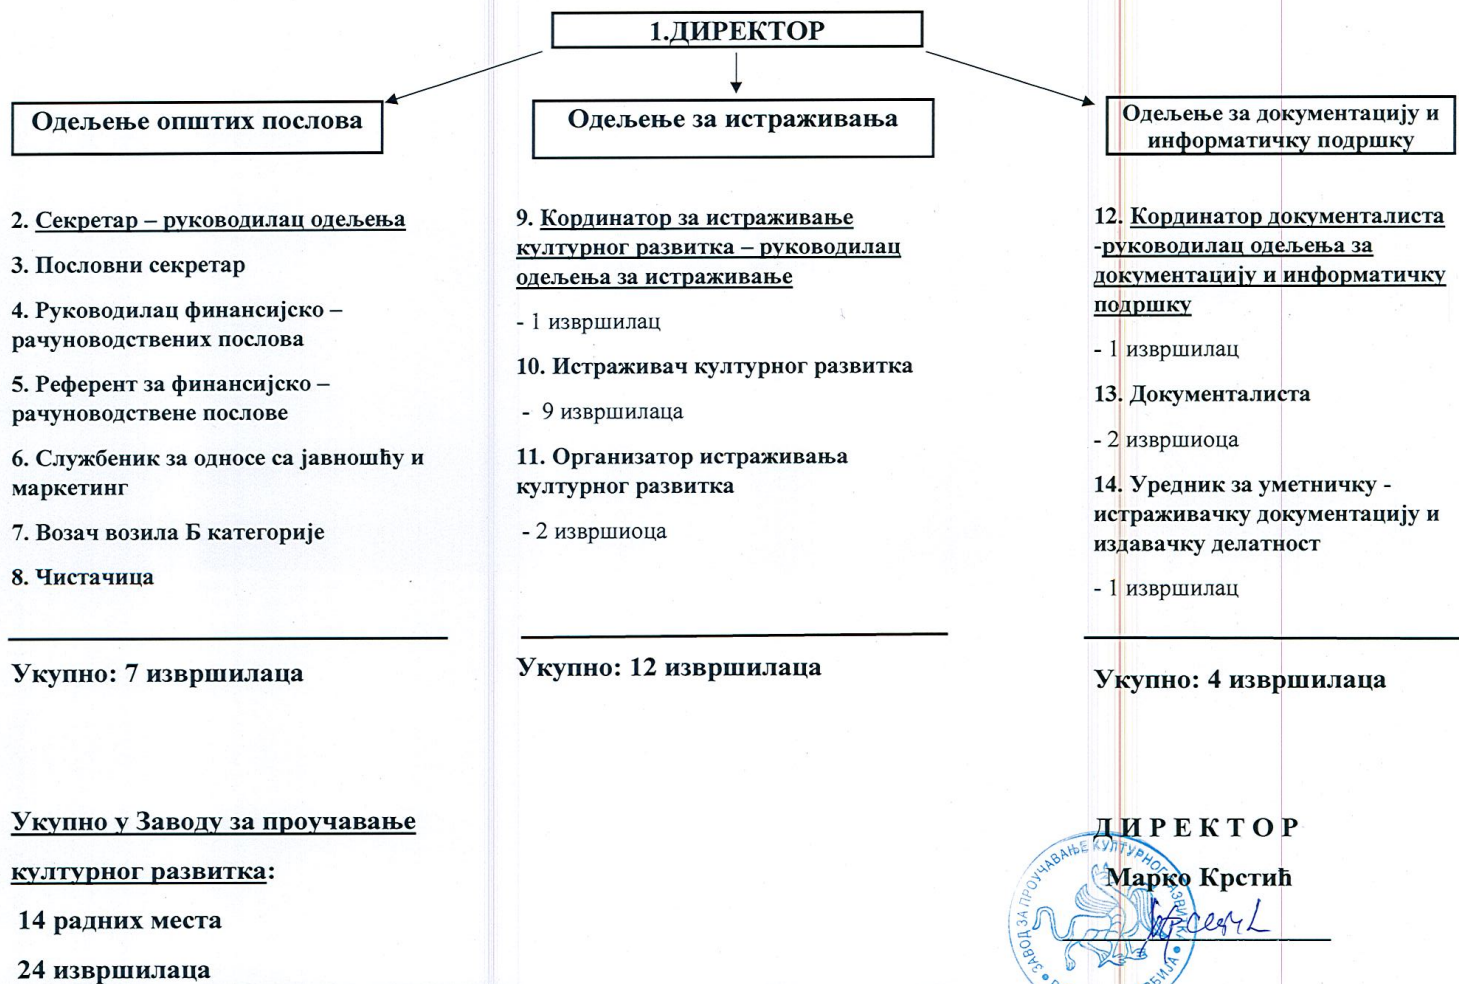 1.ДИРЕКТОР
Одељење општих послова
2. Секретар – руководилац одељења
3. Пословни секретар
4. Руководилац финансијско –
рачуноводствених послова
5. Референт за финансијско –
рачуноводствене послове
6. Службеник за односе са јавношћу и
маркетинг
7. Возач возила Б категорије
8. Чистачица
Укупно: 7 извршилаца
Одељење за истраживања
9. Кординатор за истраживање
културног развитка – руководилац
одељења за истраживање
- 1 извршилац
10. Истраживач културног развитка
- 9 извршилаца
11. Организатор истраживања
културног развитка
- 2 извршиоца
Укупно: 12 извршилаца
Одељење за документацију и
информатичку подршку
12. Кординатор документалиста
-руководилац одељења за
документацију и информатичку
подршку
- 1 извршилац
13. Документалиста
- 2 извршиоца
14. Уредник за уметничку -
истраживачку документацију и
издавачку делатност
- 1 извршилац
Укупно: 4 извршилаца
Укупно у Заводу за проучавање
културног развитка:
14 радних места
24 извршилаца
Д И Р Е К Т О Р
Марко Крстић
ЗАВОД ЗА ПРОУЧАВАЊЕ КУЛТУРНОГ РАЗВИТКА